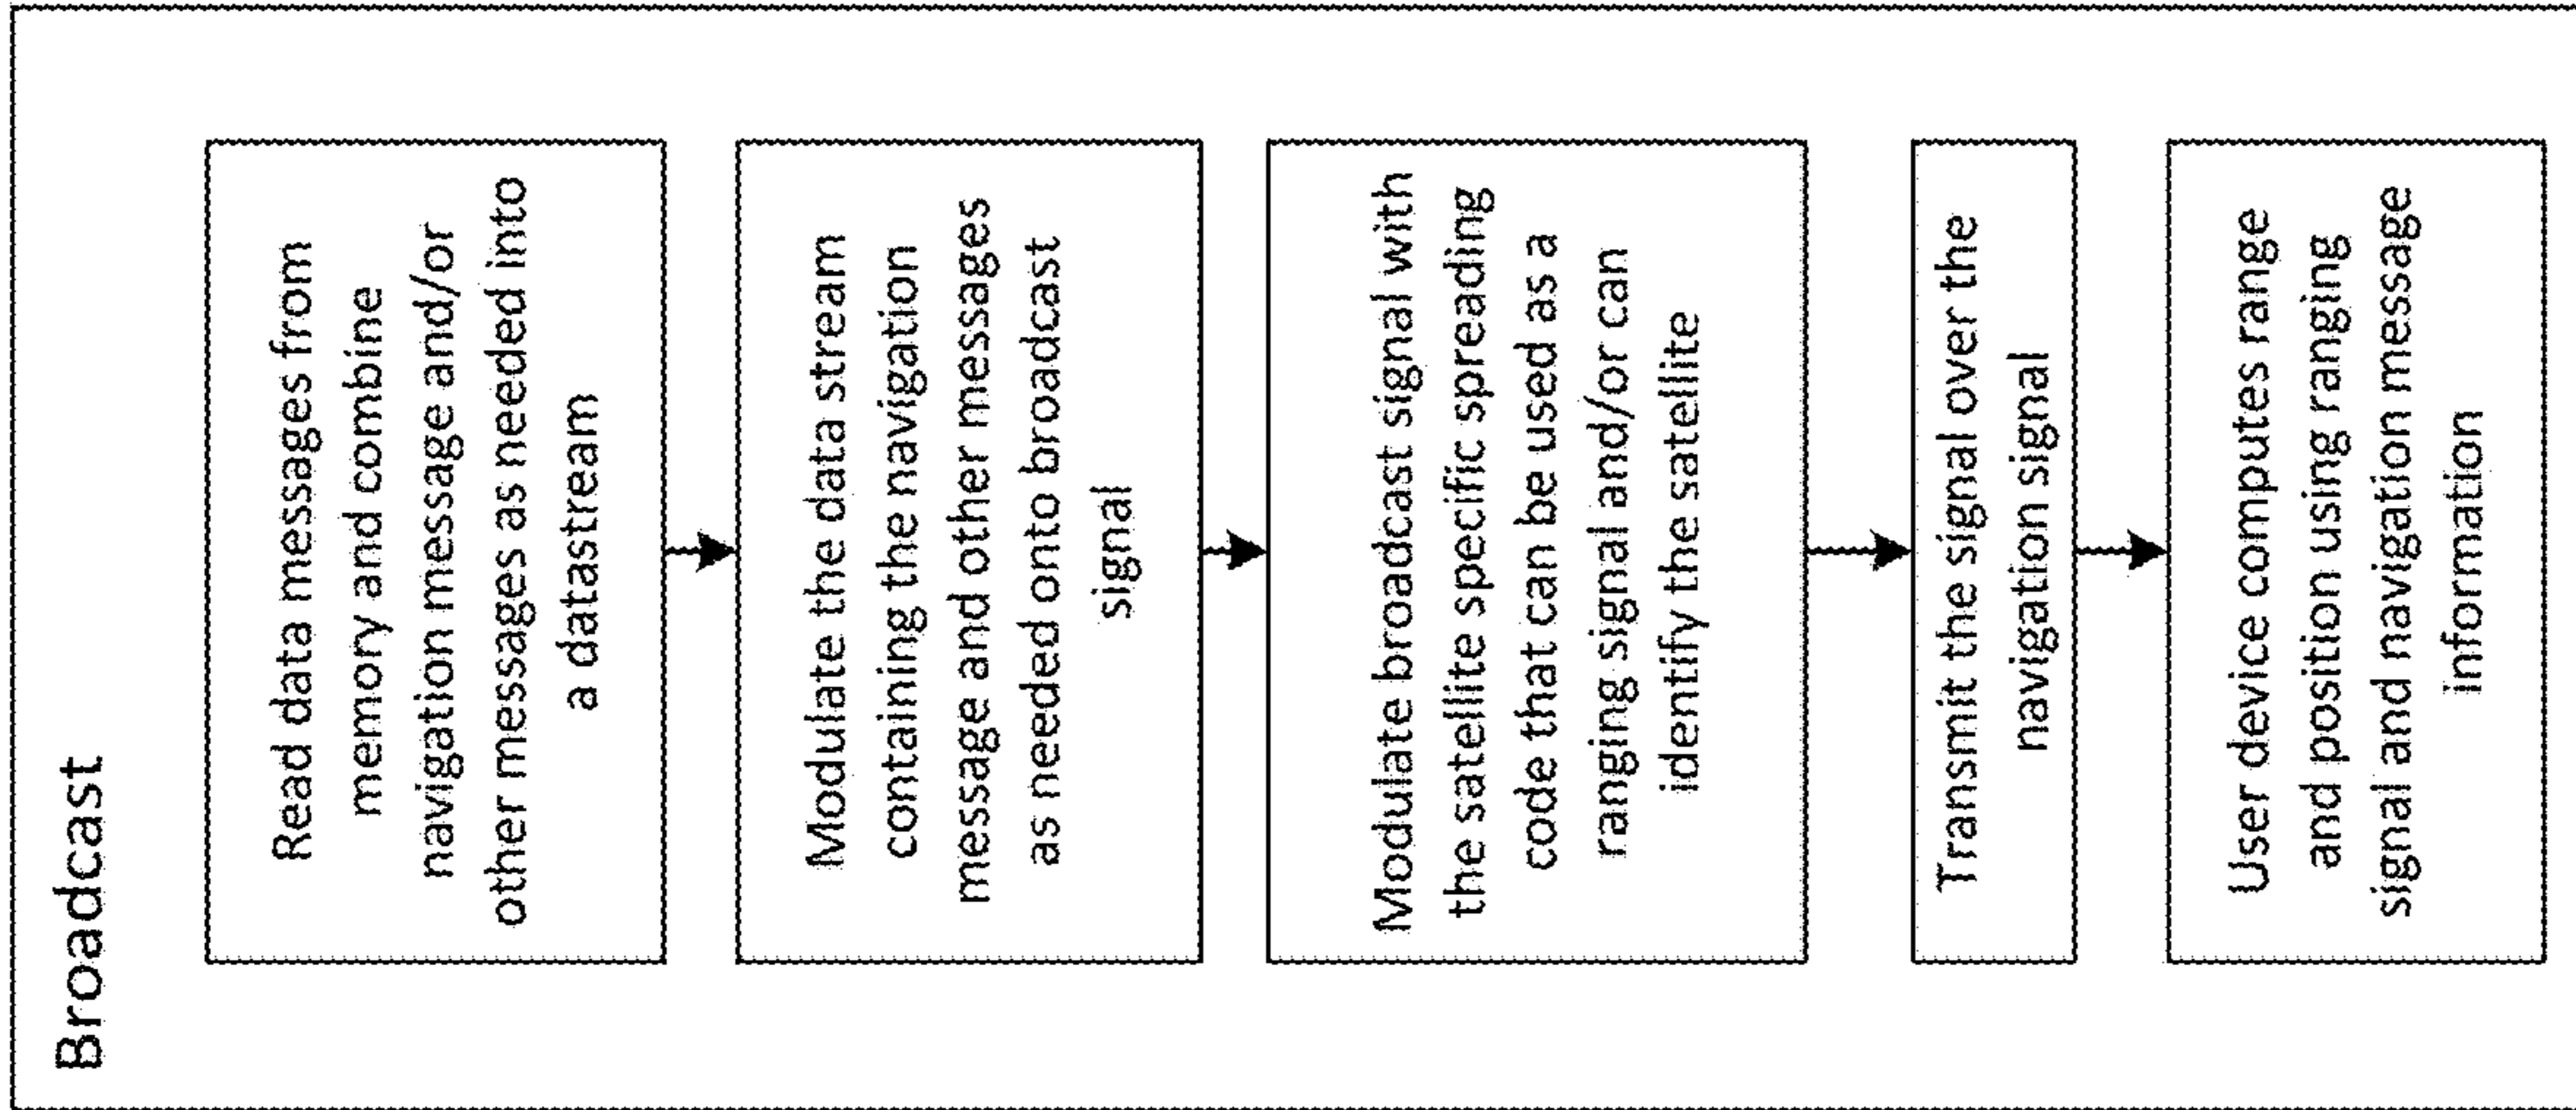 Broadcast
Read data messages from
memory and combine
navigation message and/or
other messages as needed into
a datastream
Modulate the data stream
containing the navigation
message and other messages
as needed onto broadcast
signal
Modulate broadcast signal with
the satellite specific spreading
code that can be used as a
ranging signal and/or can
identify the satellite
Transmit the signal over the
navigation signal
User device computes range
and position using ranging
signal and navigation message
information